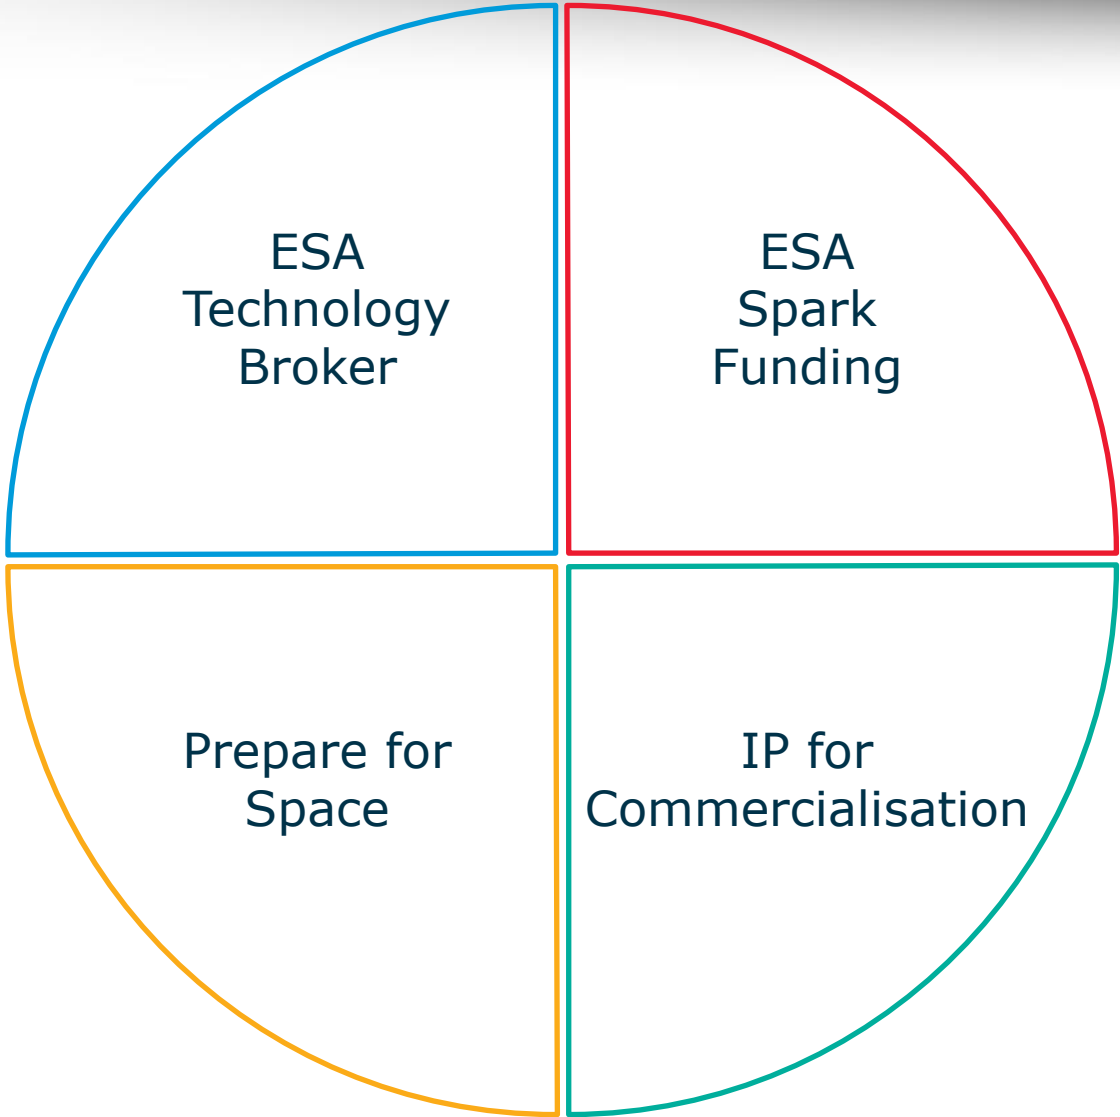 ESA
Technology
Broker
ESA
Spark
Funding
Prepare for
Space
IP for
Commercialisation